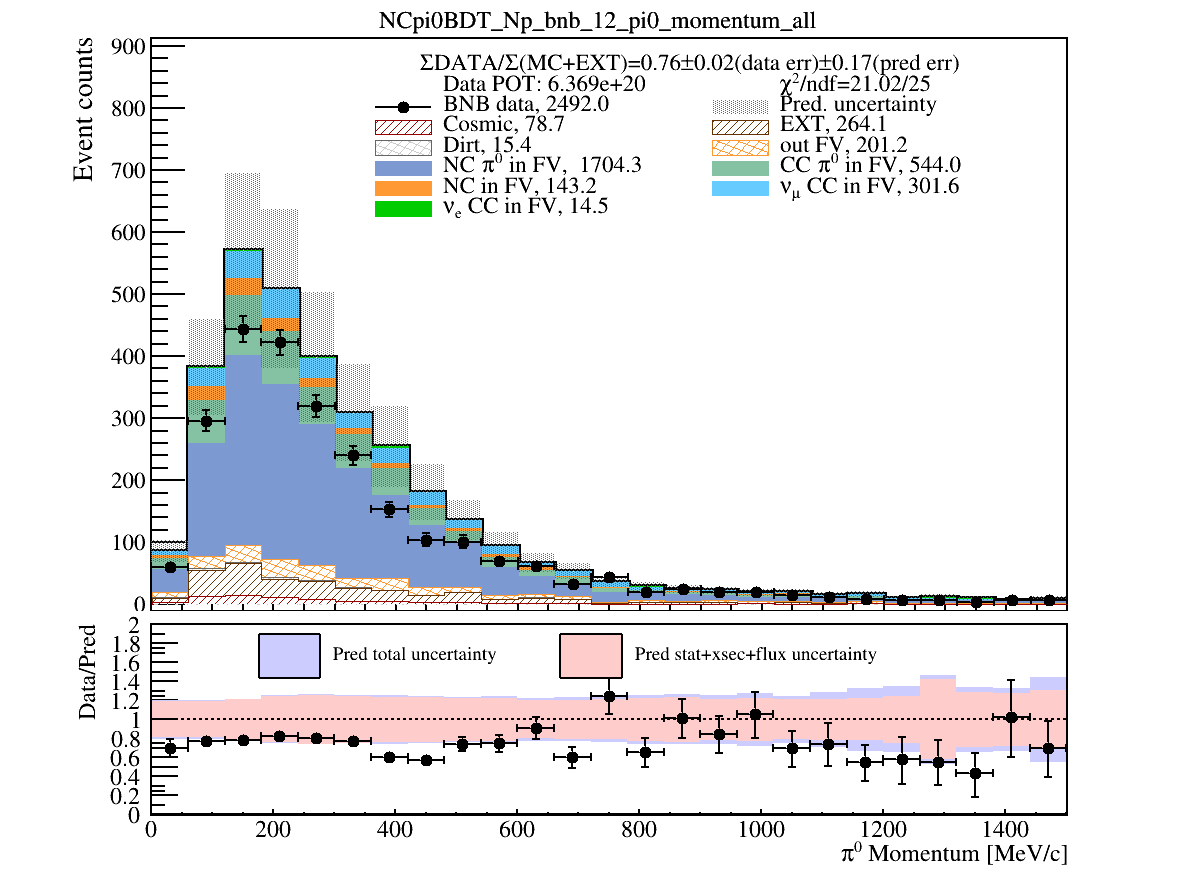 NCpi0BDT_Np_bnb_12_pi0_momentum_all
ΣDATA/Σ(MC+EXT)=0.76±0.02(data err)±0.17(pred err)
Data POT: 6.369e+20
χ²/ndf=21.02/25
BNB data, 2492.0
Pred. uncertainty
Cosmic, 78.7
EXT, 264.1
Dirt, 15.4
out FV, 201.2
NC π⁰ in FV, 1704.3
CC π⁰ in FV, 544.0
NC in FV, 143.2
νμ CC in FV, 301.6
νe CC in FV, 14.5
Event counts
900
800
700
600
500
400
300
200
100
0
Data/Pred
2
1.8
1.6
1.4
1.2
1
0.8
0.6
0.4
0.2
0
Pred total uncertainty
Pred stat+xsec+flux uncertainty
0 200 400 600 800 1000 1200 1400
π⁰ Momentum [MeV/c]